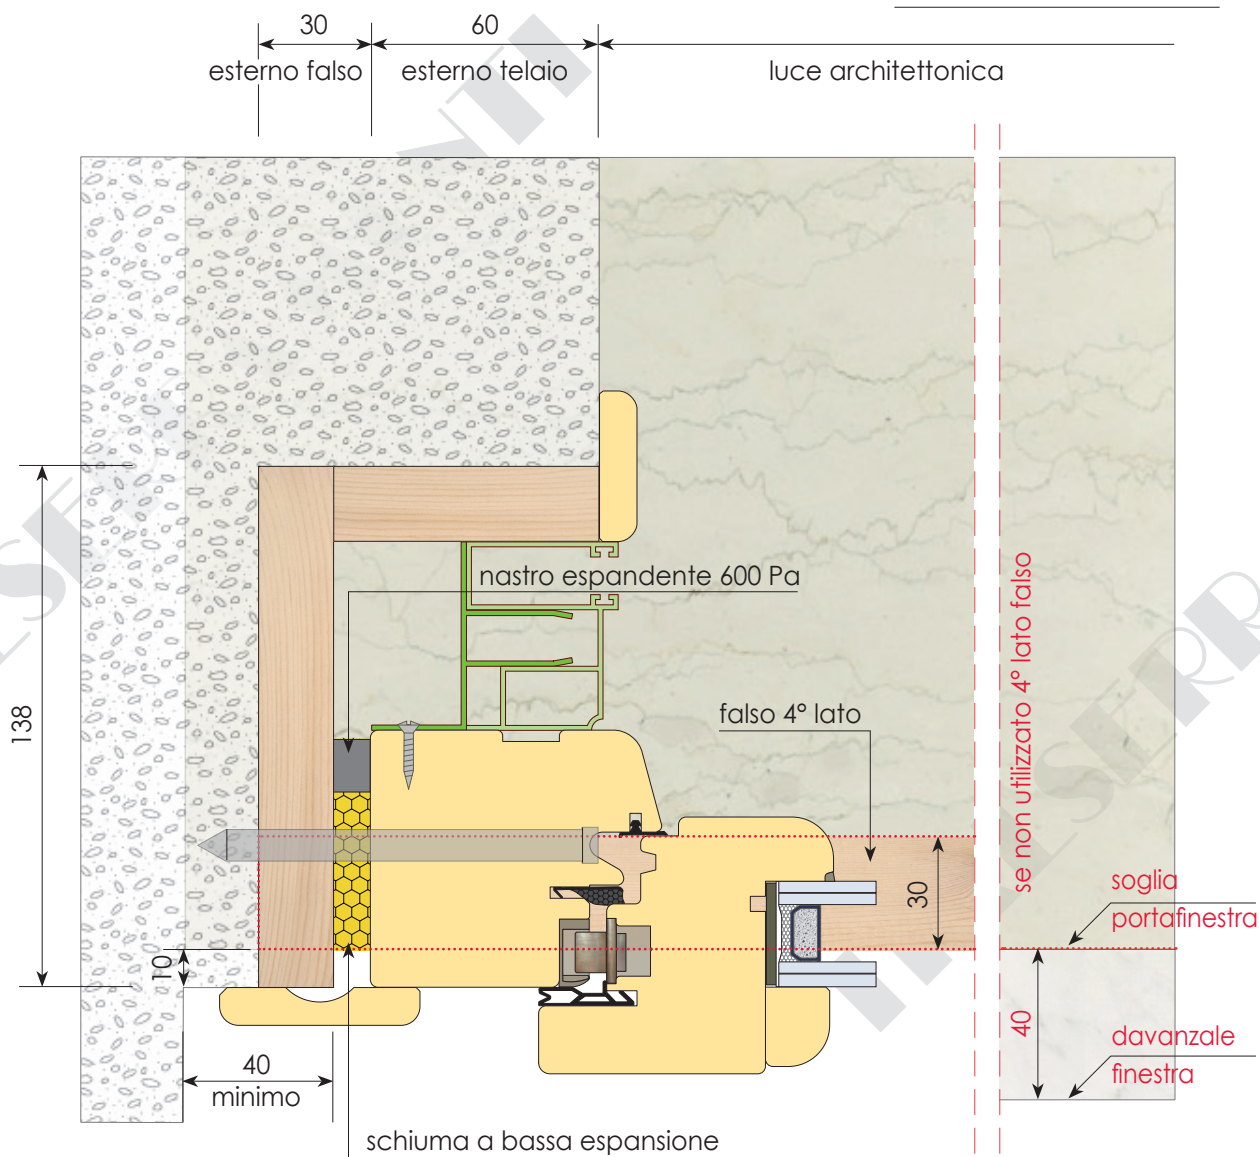 30
60
esterno falso
esterno telaio
luce architettonica
nastro espandente 600 Pa
138
falso 4° lato
se non utilizzato 4° lato falso
30
soglia
portafinestra
10
40
davanzale
finestra
40
minimo
schiuma a bassa espansione